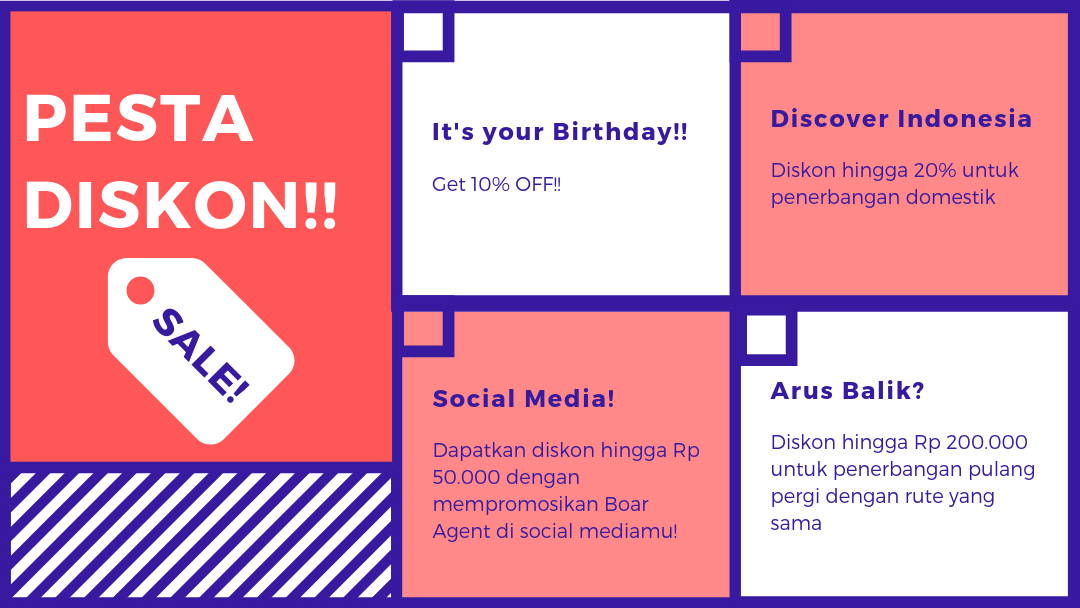 PESTA
DISKON!!
SALE!
It's your Birthday!!
Get 10% OFF!!
Discover Indonesia
Diskon hingga 20% untuk
penerbangan domestik
Social Media!
Dapatkan diskon hingga Rp
50.000 dengan
mempromosikan Boar
Agent di social mediamu!
Arus Balik?
Diskon hingga Rp 200.000
untuk penerbangan pulang
pergi dengan rute yang
sama